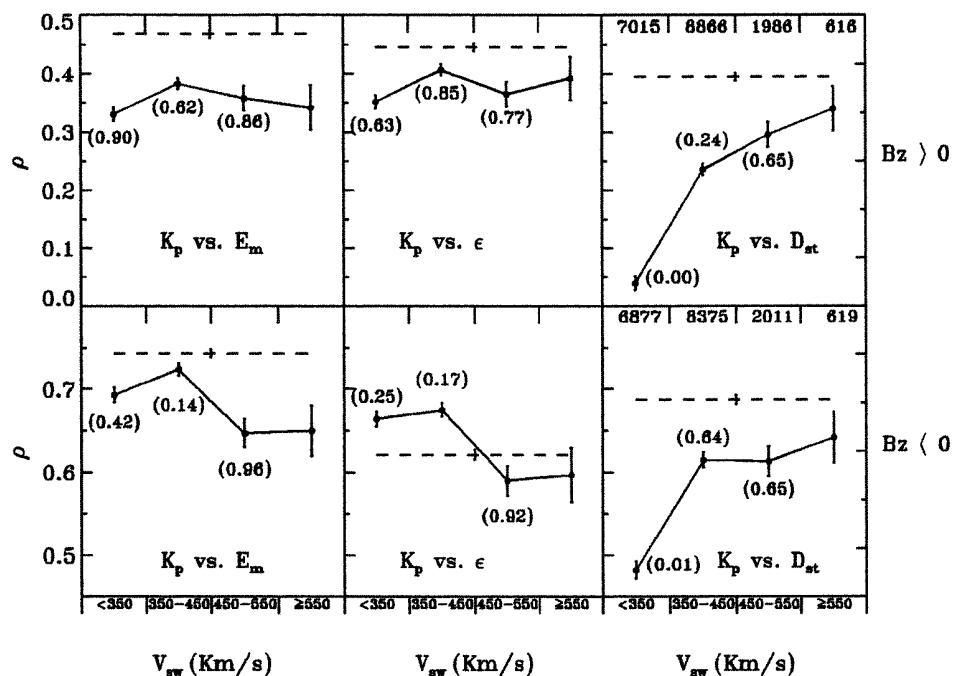 0.5
0.4
0.3
0.2
0.1
0.0
ρ
(0.90)
(0.62)
(0.86)
Kp vs. Em
(0.63)
(0.85)
(0.77)
Kp vs. ϵ
7015 8866 1986 616
(0.24)
(0.65)
(0.00)
Kp vs. Dst
Bz > 0
0.7
0.6
0.5
ρ
(0.42)
(0.14)
(0.96)
Kp vs. Em
(0.25)
(0.17)
(0.92)
Kp vs. ϵ
6877 8375 2011 619
(0.64)
(0.65)
(0.01)
Kp vs. Dst
Bz < 0
<350 350-450 450-550 ≥550
<350 350-450 450-550 ≥550
<350 350-450 450-550 ≥550
Vsw (Km/s)
Vsw (Km/s)
Vsw (Km/s)